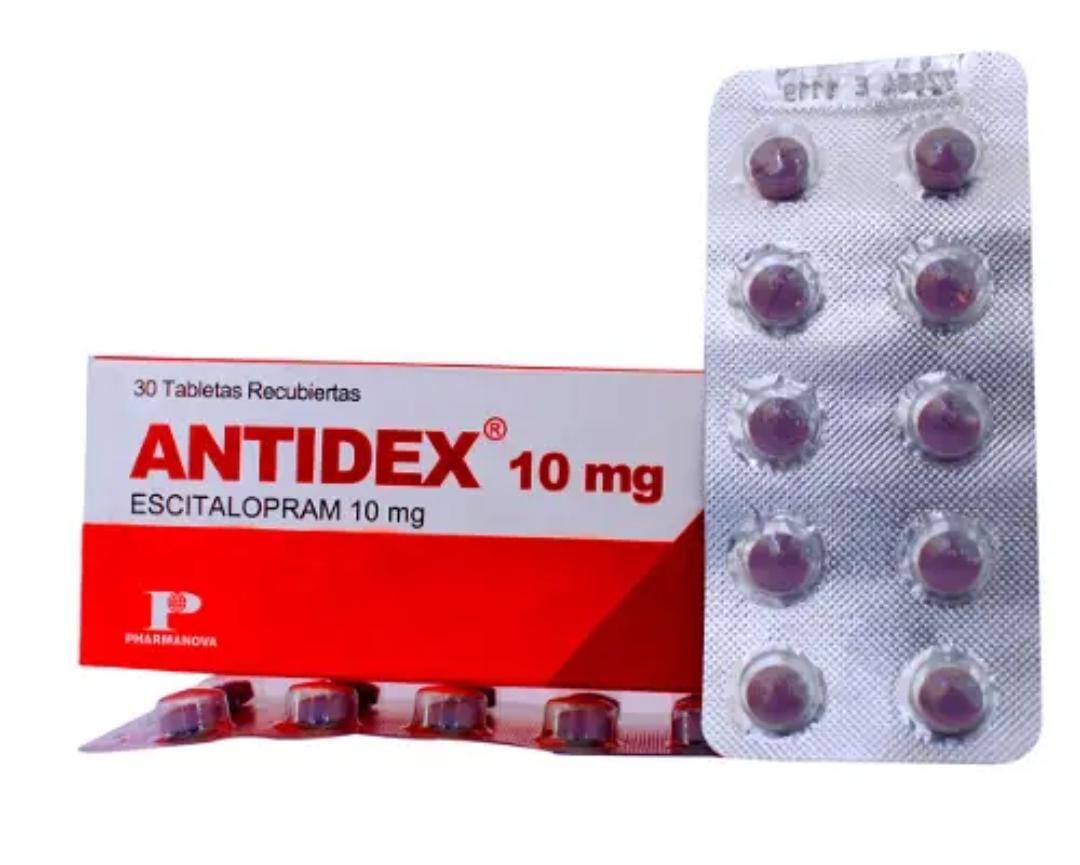 30 Tabletas Recubiertas
ANTIDEX® 10 mg
ESCITALOPRAM 10 mg
P
PHARMANOVA